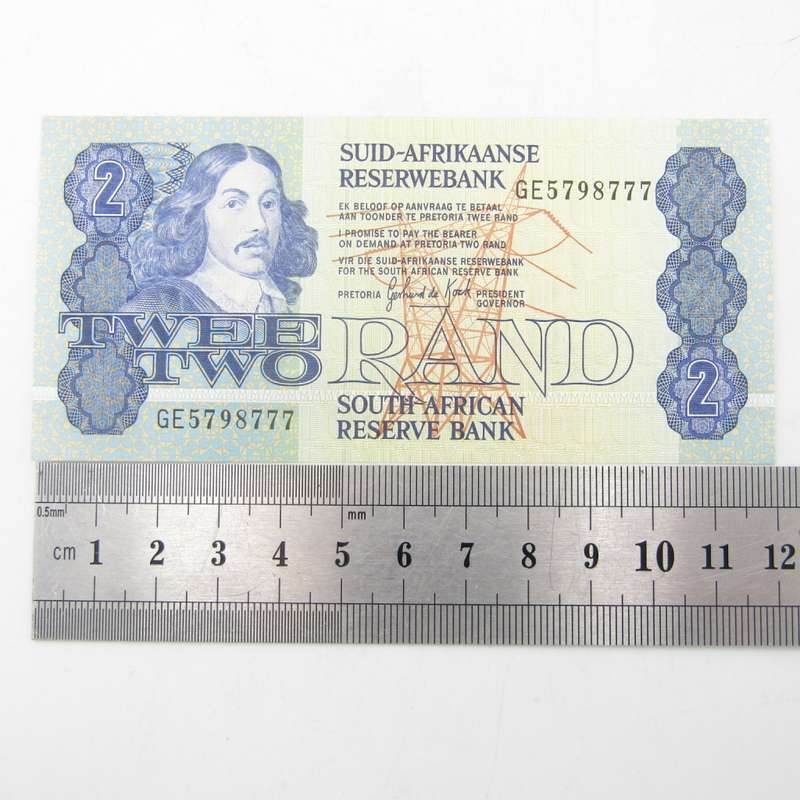 2
SUID-AFRIKAANSE
RESERWEBANK
GE5798777
EK BELOOF OP AANVRAAG TE BETAAL
AAN TOONDER TE PRETORIA TWEE RAND
I PROMISE TO PAY THE BEARER
ON DEMAND AT PRETORIA TWO RAND
VIR DIE SUID-AFRIKAANSE RESERWEBANK
FOR THE SOUTH AFRICAN RESERVE BANK
PRETORIA Gerhard de Kock PRESIDENT
GOVERNOR
TWEE
TWO
RAND
2
GE5798777
SOUTH AFRICAN
RESERVE BANK
0.5mm
mm
cm 1 2 3 4 5 6 7 8 9 10 11 12